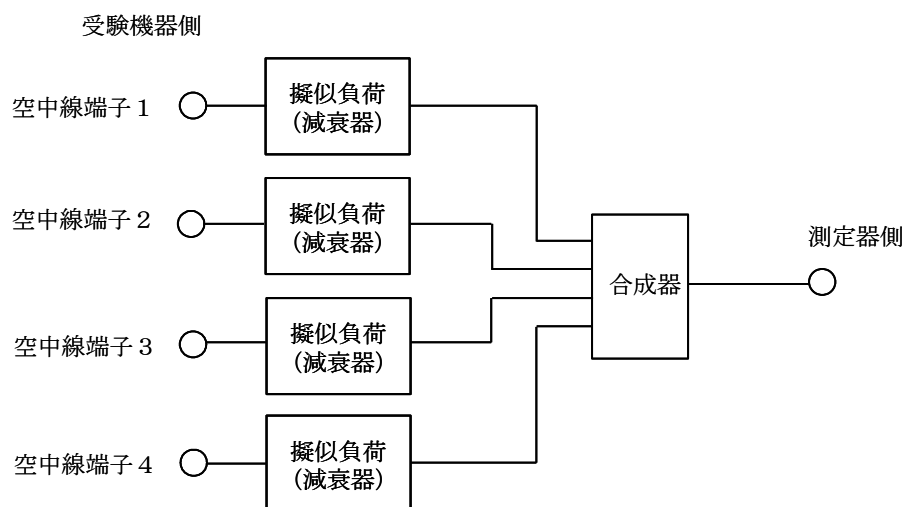 受験機器側
空中線端子1
擬似負荷
(減衰器)
空中線端子2
擬似負荷
(減衰器)
測定器側
合成器
空中線端子3
擬似負荷
(減衰器)
空中線端子4
擬似負荷
(減衰器)